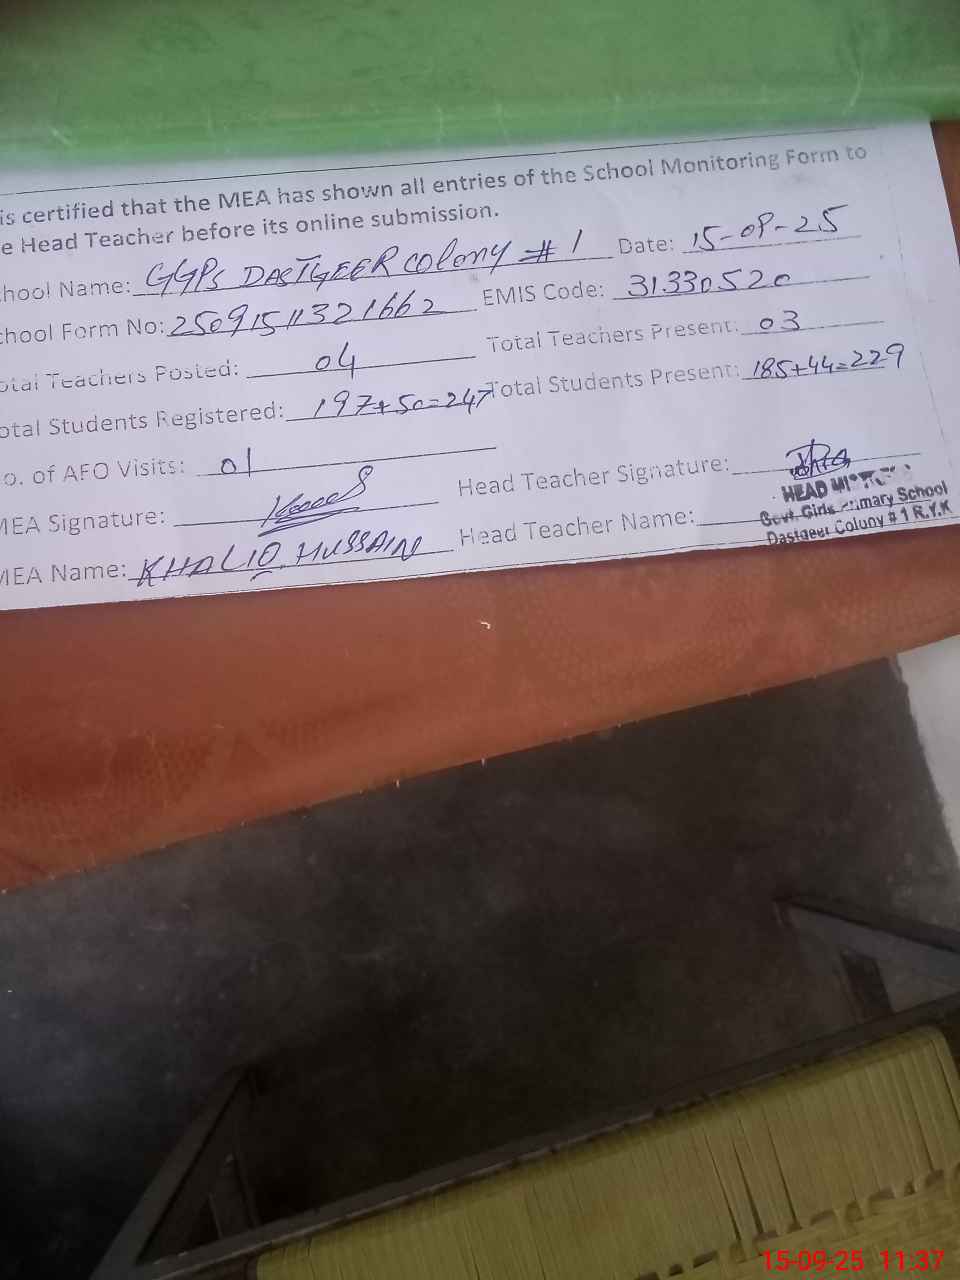 is certified that the MEA has shown all entries of the School Monitoring Form to
e Head Teacher before its online submission.
hool Name: GGPS DASTGEER COLONY # 1 Date: 15-09-25
chool Form No: 25091511321662 EMIS Code: 31330520
otal Teachers Posted: 04 Total Teachers Present: 03
otal Students Registered: 197+50=247 Total Students Present: 185+44=229
o. of AFO Visits: 01
MEA Signature: Head Teacher Signature:
MEA Name: KHALID HUSSAIN Head Teacher Name:
HEAD
Govt. Girls Primary School
Dastgeer Colony # 1 R.Y.K
15-09-25 11:37